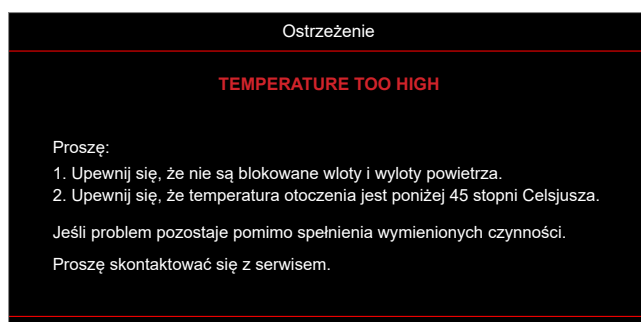 Ostrzeżenie
TEMPERATURE TOO HIGH
Proszę:
1. Upewnij się, że nie są blokowane wloty i wyloty powietrza.
2. Upewnij się, że temperatura otoczenia jest poniżej 45 stopni Celsjusza.
Jeśli problem pozostaje pomimo spełnienia wymienionych czynności.
Proszę skontaktować się z serwisem.